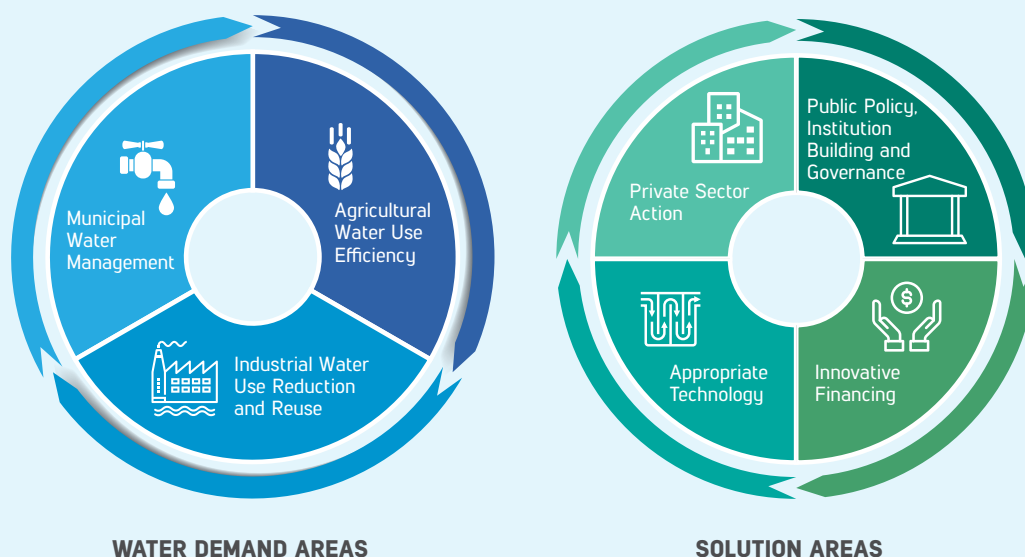 Municipal
Water
Management
Agricultural
Water Use
Efficiency
Industrial Water
Use Reduction
and Reuse
WATER DEMAND AREAS
Private Sector
Action
Public Policy,
Institution
Building and
Governance
Appropriate
Technology
$
Innovative
Financing
SOLUTION AREAS